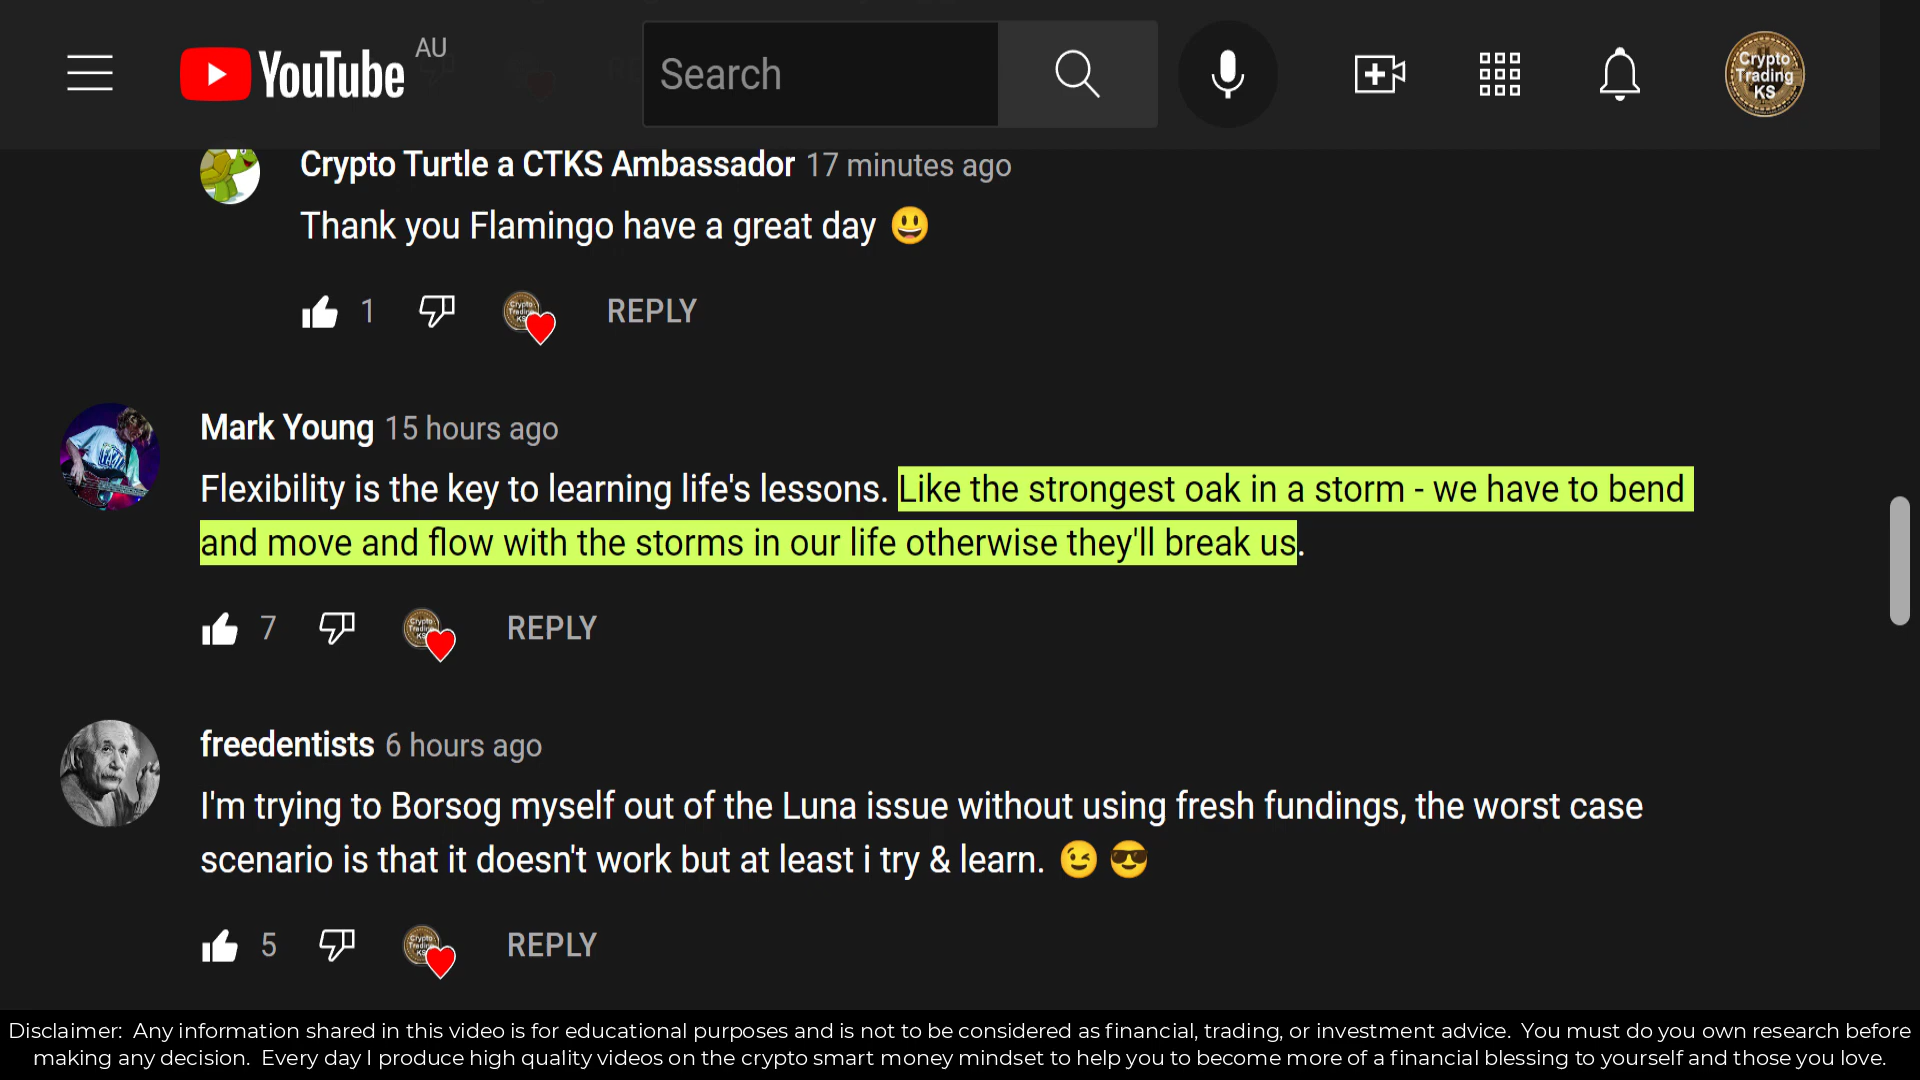 YouTube AU
Search
Crypto Trading KS
Crypto Turtle a CTKS Ambassador 17 minutes ago
Thank you Flamingo have a great day 😃
1 REPLY
Mark Young 15 hours ago
Flexibility is the key to learning life's lessons. Like the strongest oak in a storm - we have to bend
and move and flow with the storms in our life otherwise they'll break us.
7 REPLY
freedentists 6 hours ago
I'm trying to Borsog myself out of the Luna issue without using fresh fundings, the worst case
scenario is that it doesn't work but at least i try & learn. 😉 😎
5 REPLY
Disclaimer: Any information shared in this video is for educational purposes and is not to be considered as financial, trading, or investment advice. You must do you own research before
making any decision. Every day I produce high quality videos on the crypto smart money mindset to help you to become more of a financial blessing to yourself and those you love.